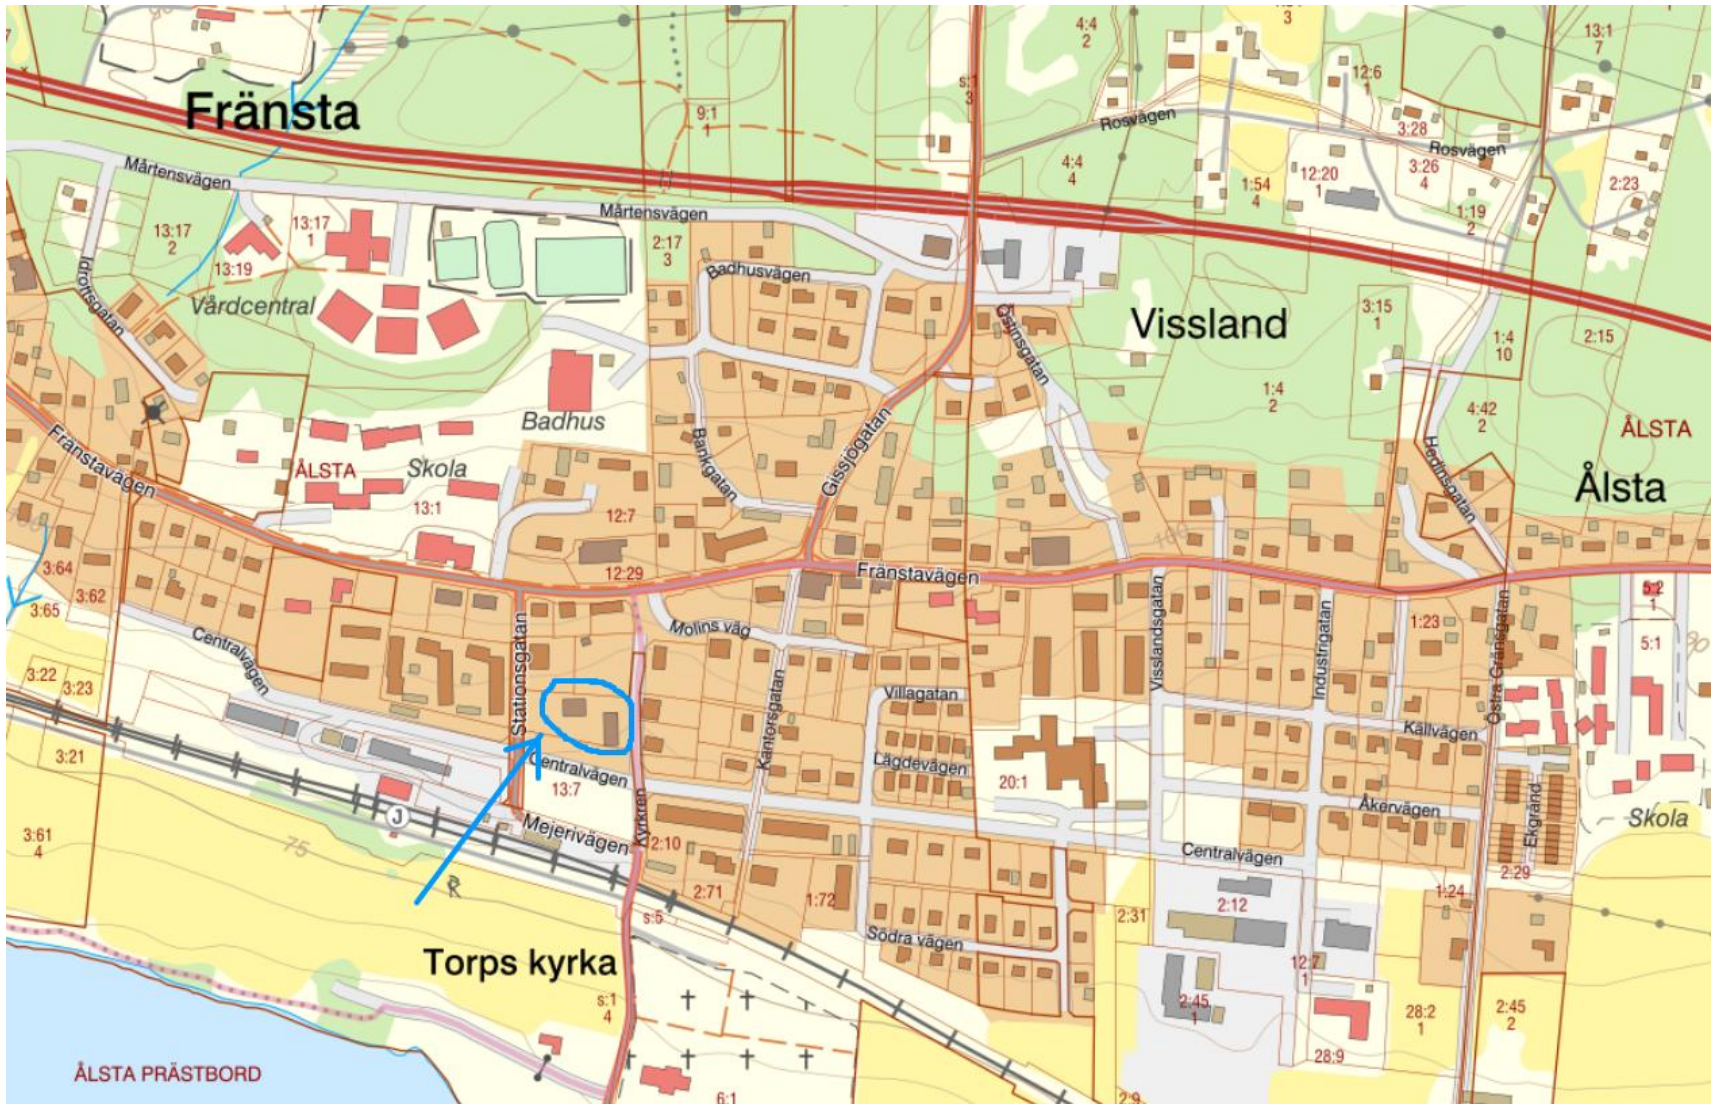 3
4:4
2
13:1
7
s:1
3
12:6
1
Fränsta
9:1
1
Rosvägen
3:28
Rosvägen
Mårtensvägen
4:4
4
1:54
4
12:20
1
3:26
4
2:23
13:17
2
13:17
1
Mårtensvägen
1:19
2
13:19
2:17
3
Idrottsgatan
Badhusvägen
Vårdcentral
Östinsgatan
Vissland
3:15
1
1:4
10
2:15
1:4
2
Badhus
Bankgatan
Gissjögatan
4:42
2
ÅLSTA
Fränstavägen
ÅLSTA
Skola
13:1
Hedinsgatan
Ålsta
12:7
100
3:64
12:29
Fränstavägen
3:65
3:62
5:2
1
Centralvägen
Stationsgatan
Molins väg
Visslandsgatan
Industrigatan
1:23
Östra Gränsgatan
5:1
90
3:22
3:23
Kantorsgatan
Villagatan
Källvägen
3:21
Centralvägen
13:7
Lägdevägen
20:1
Åkervägen
Ekgränd
Skola
J
Mejerivägen
Kyrkren
3:61
4
75
2:10
Centralvägen
2:71
1:72
2:29
1:24
2:12
s:5
2:31
Södra vägen
Torps kyrka
12:7
1
s:1
4
2:45
1
28:2
1
2:45
2
28:9
ÅLSTA PRÄSTBORD
6:1
2:9